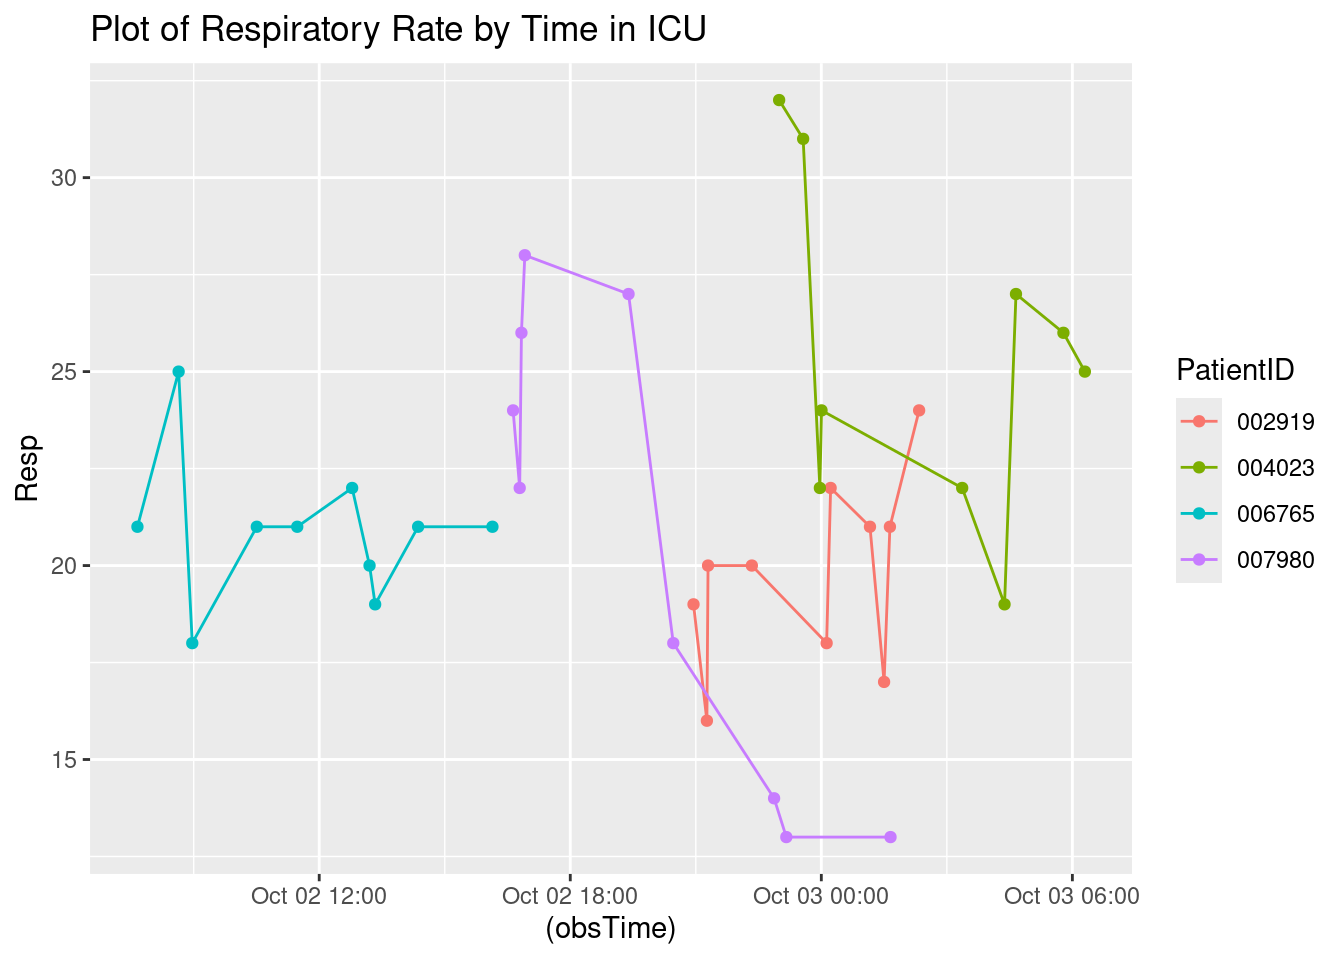 Plot of Respiratory Rate by Time in ICU
Resp
30
25
20
15
Oct 02 12:00
Oct 02 18:00
Oct 03 00:00
Oct 03 06:00
(obsTime)
PatientID
002919
004023
006765
007980